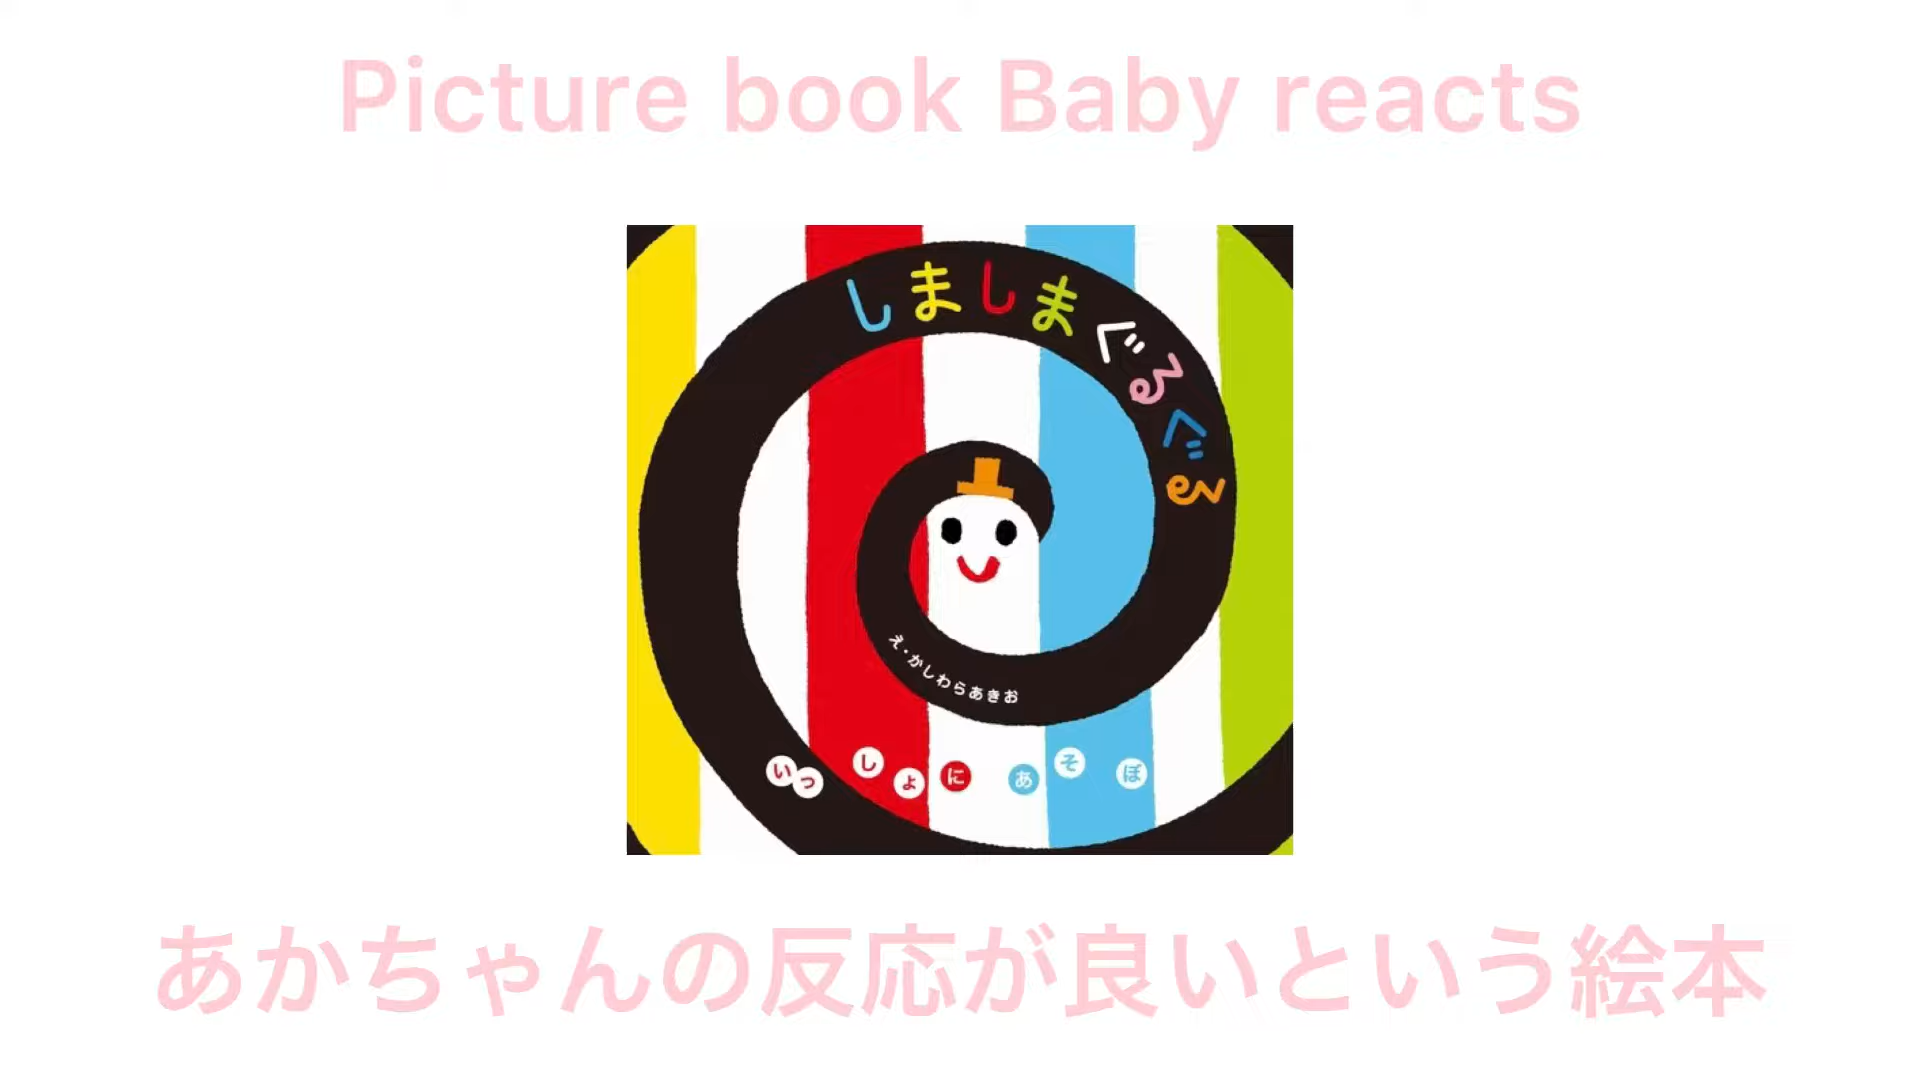 Picture book Baby reacts
しましまぐるぐる
え・かしわらあきお
いっしょにあそぼ
あかちゃんの反応が良いという絵本